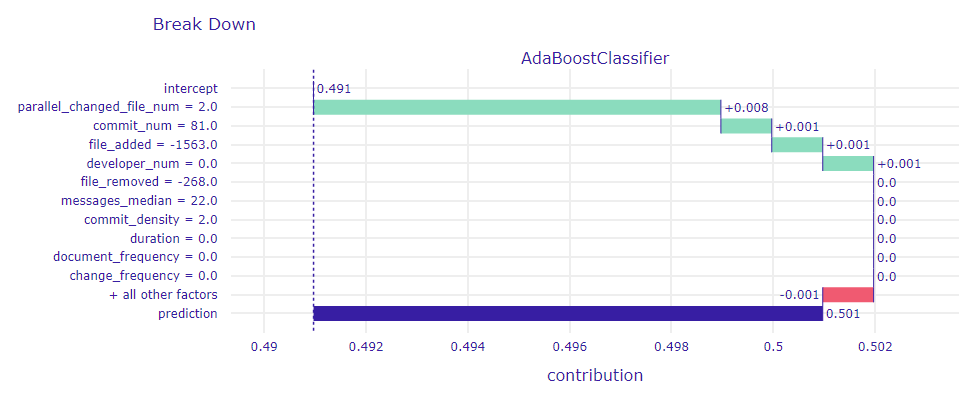 Break Down
AdaBoostClassifier
intercept 0.491
parallel_changed_file_num = 2.0 +0.008
commit_num = 81.0 +0.001
file_added = -1563.0 +0.001
developer_num = 0.0 +0.001
file_removed = -268.0 0.0
messages_median = 22.0 0.0
commit_density = 2.0 0.0
duration = 0.0 0.0
document_frequency = 0.0 0.0
change_frequency = 0.0 0.0
+ all other factors -0.001
prediction 0.501
0.49 0.492 0.494 0.496 0.498 0.5 0.502
contribution